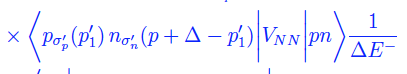 × ⟨ p_{σ'_p}(p'_1) n_{σ'_n}(p + Δ − p'_1) | V_{NN} | pn ⟩ 1/ΔE^−